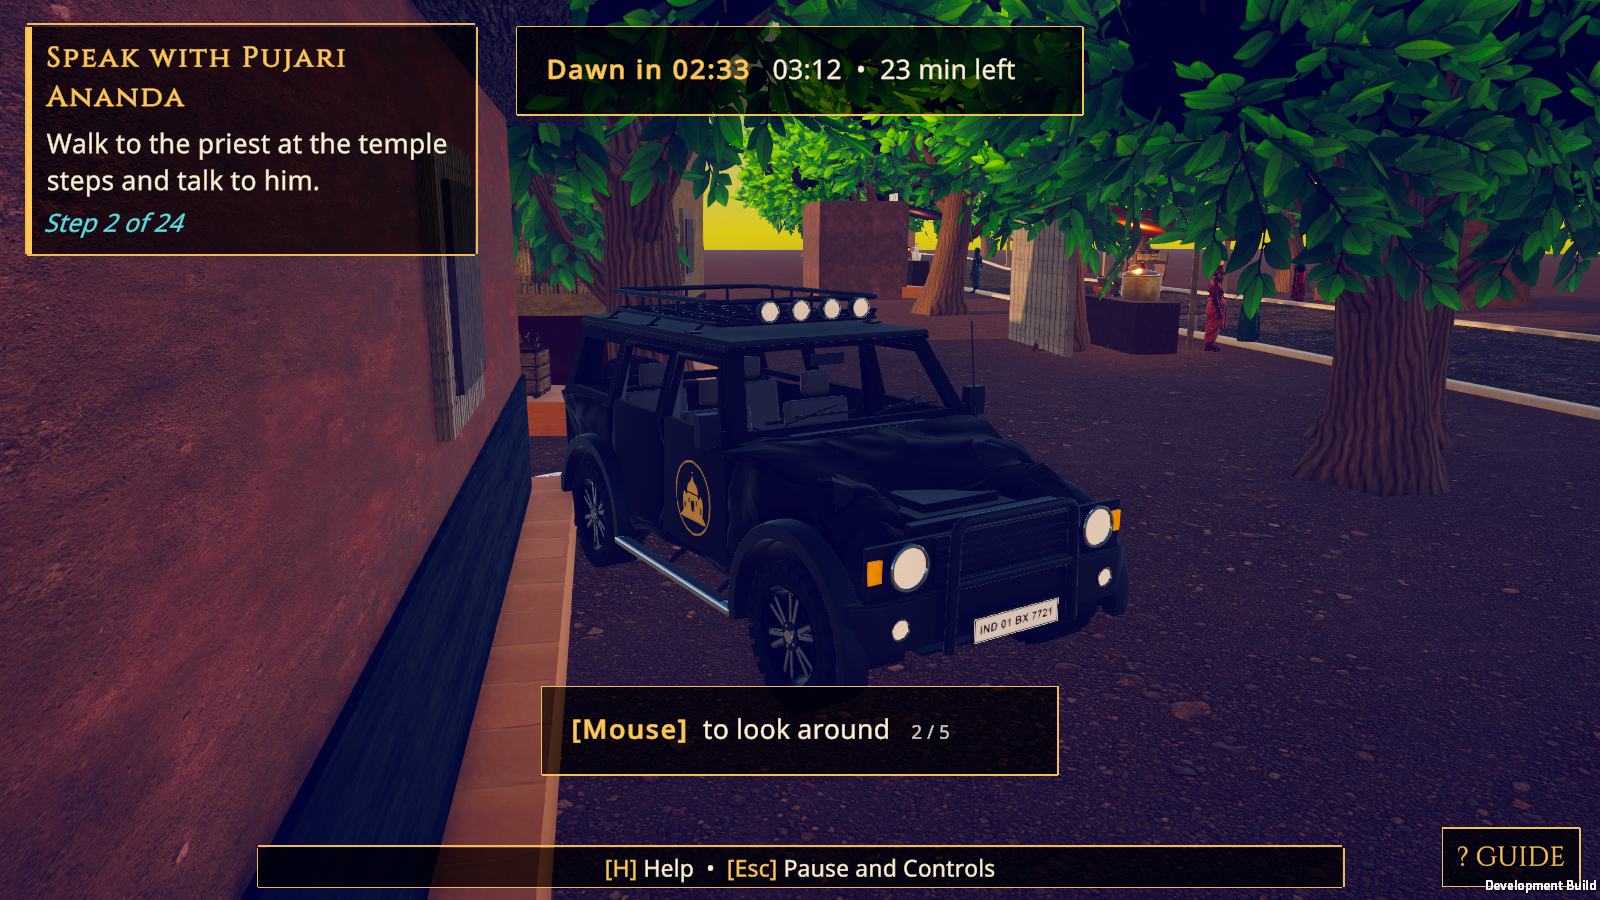 Speak with Pujari
Ananda
Walk to the priest at the temple
steps and talk to him.
Step 2 of 24
Dawn in 02:33 03:12 • 23 min left
IND 01 BX 7721
[Mouse] to look around 2 / 5
[H] Help • [Esc] Pause and Controls
? GUIDE
Development Build